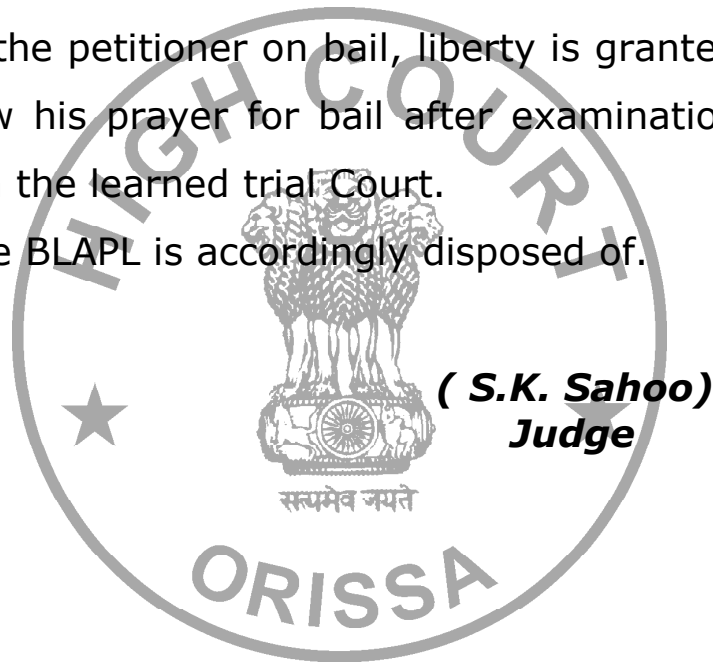 the petitioner on bail, liberty is grante
w his prayer for bail after examinatio
the learned trial Court.
e BLAPL is accordingly disposed of.
( S.K. Sahoo)
Judge
HIGH COURT
सत्यमेव जयते
ORISSA